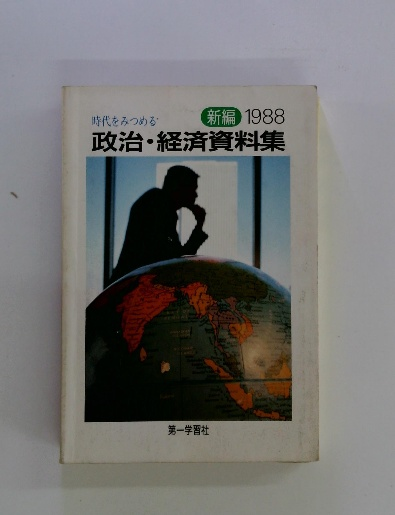 時代をみつめる
新編 1988
政治・経済資料集
第一学習社